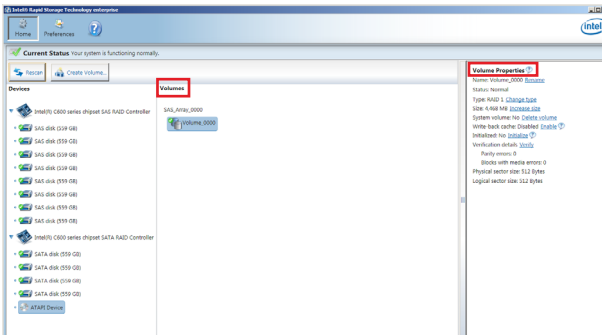 Intel® Rapid Storage Technology enterprise
Home
Preferences
intel
Current Status Your system is functioning normally.
Rescan
Create Volume...
Devices
Intel(R) C600 series chipset SAS RAID Controller
SAS disk (559 GB)
SAS disk (559 GB)
SAS disk (559 GB)
SAS disk (559 GB)
SAS disk (559 GB)
SAS disk (559 GB)
SAS disk (559 GB)
SAS disk (559 GB)
Intel(R) C600 series chipset SATA RAID Controller
SATA disk (559 GB)
SATA disk (559 GB)
SATA disk (559 GB)
SATA disk (559 GB)
ATAPI Device
Volumes
SAS_Array_0000
Volume_0000
Volume Properties ?
Name: Volume_0000 Rename
Status: Normal
Type: RAID 1 Change type
Size: 4,468 MB Increase size
System volume: No Delete volume
Write-back cache: Disabled Enable ?
Initialized: No Initialize ?
Verification details Verify
Parity errors: 0
Blocks with media errors: 0
Physical sector size: 512 Bytes
Logical sector size: 512 Bytes